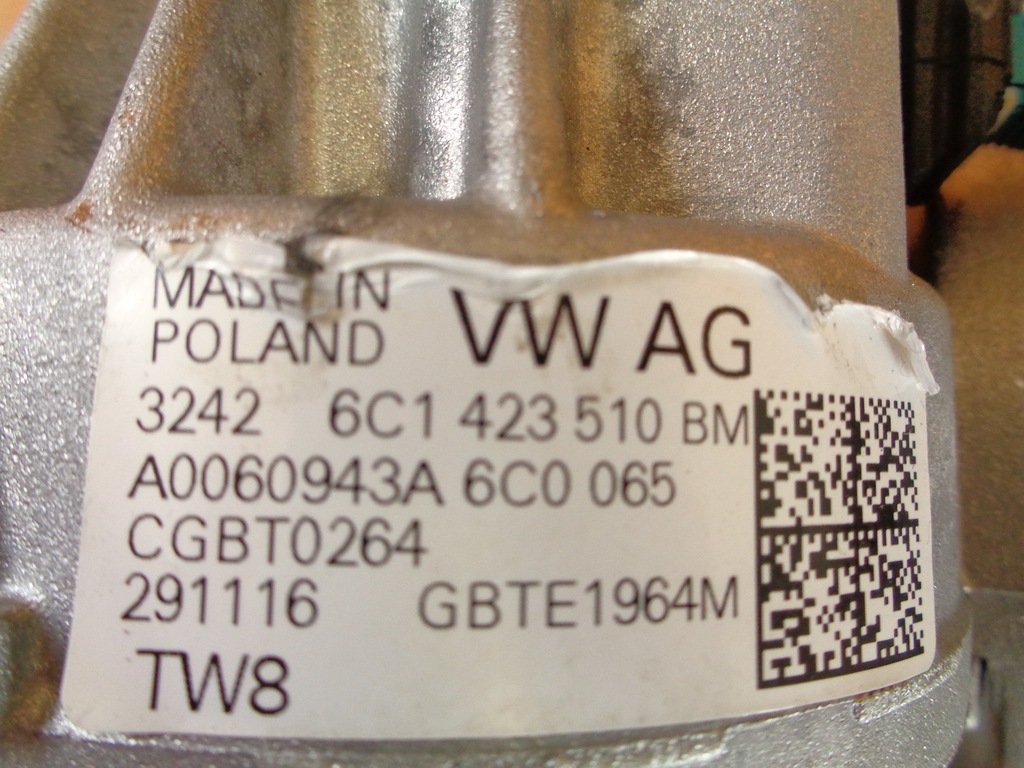 MADE IN
POLAND VW AG
3242 6C1 423 510 BM
A0060943A 6C0 065
CGBT0264
291116 GBTE1964M
TW8